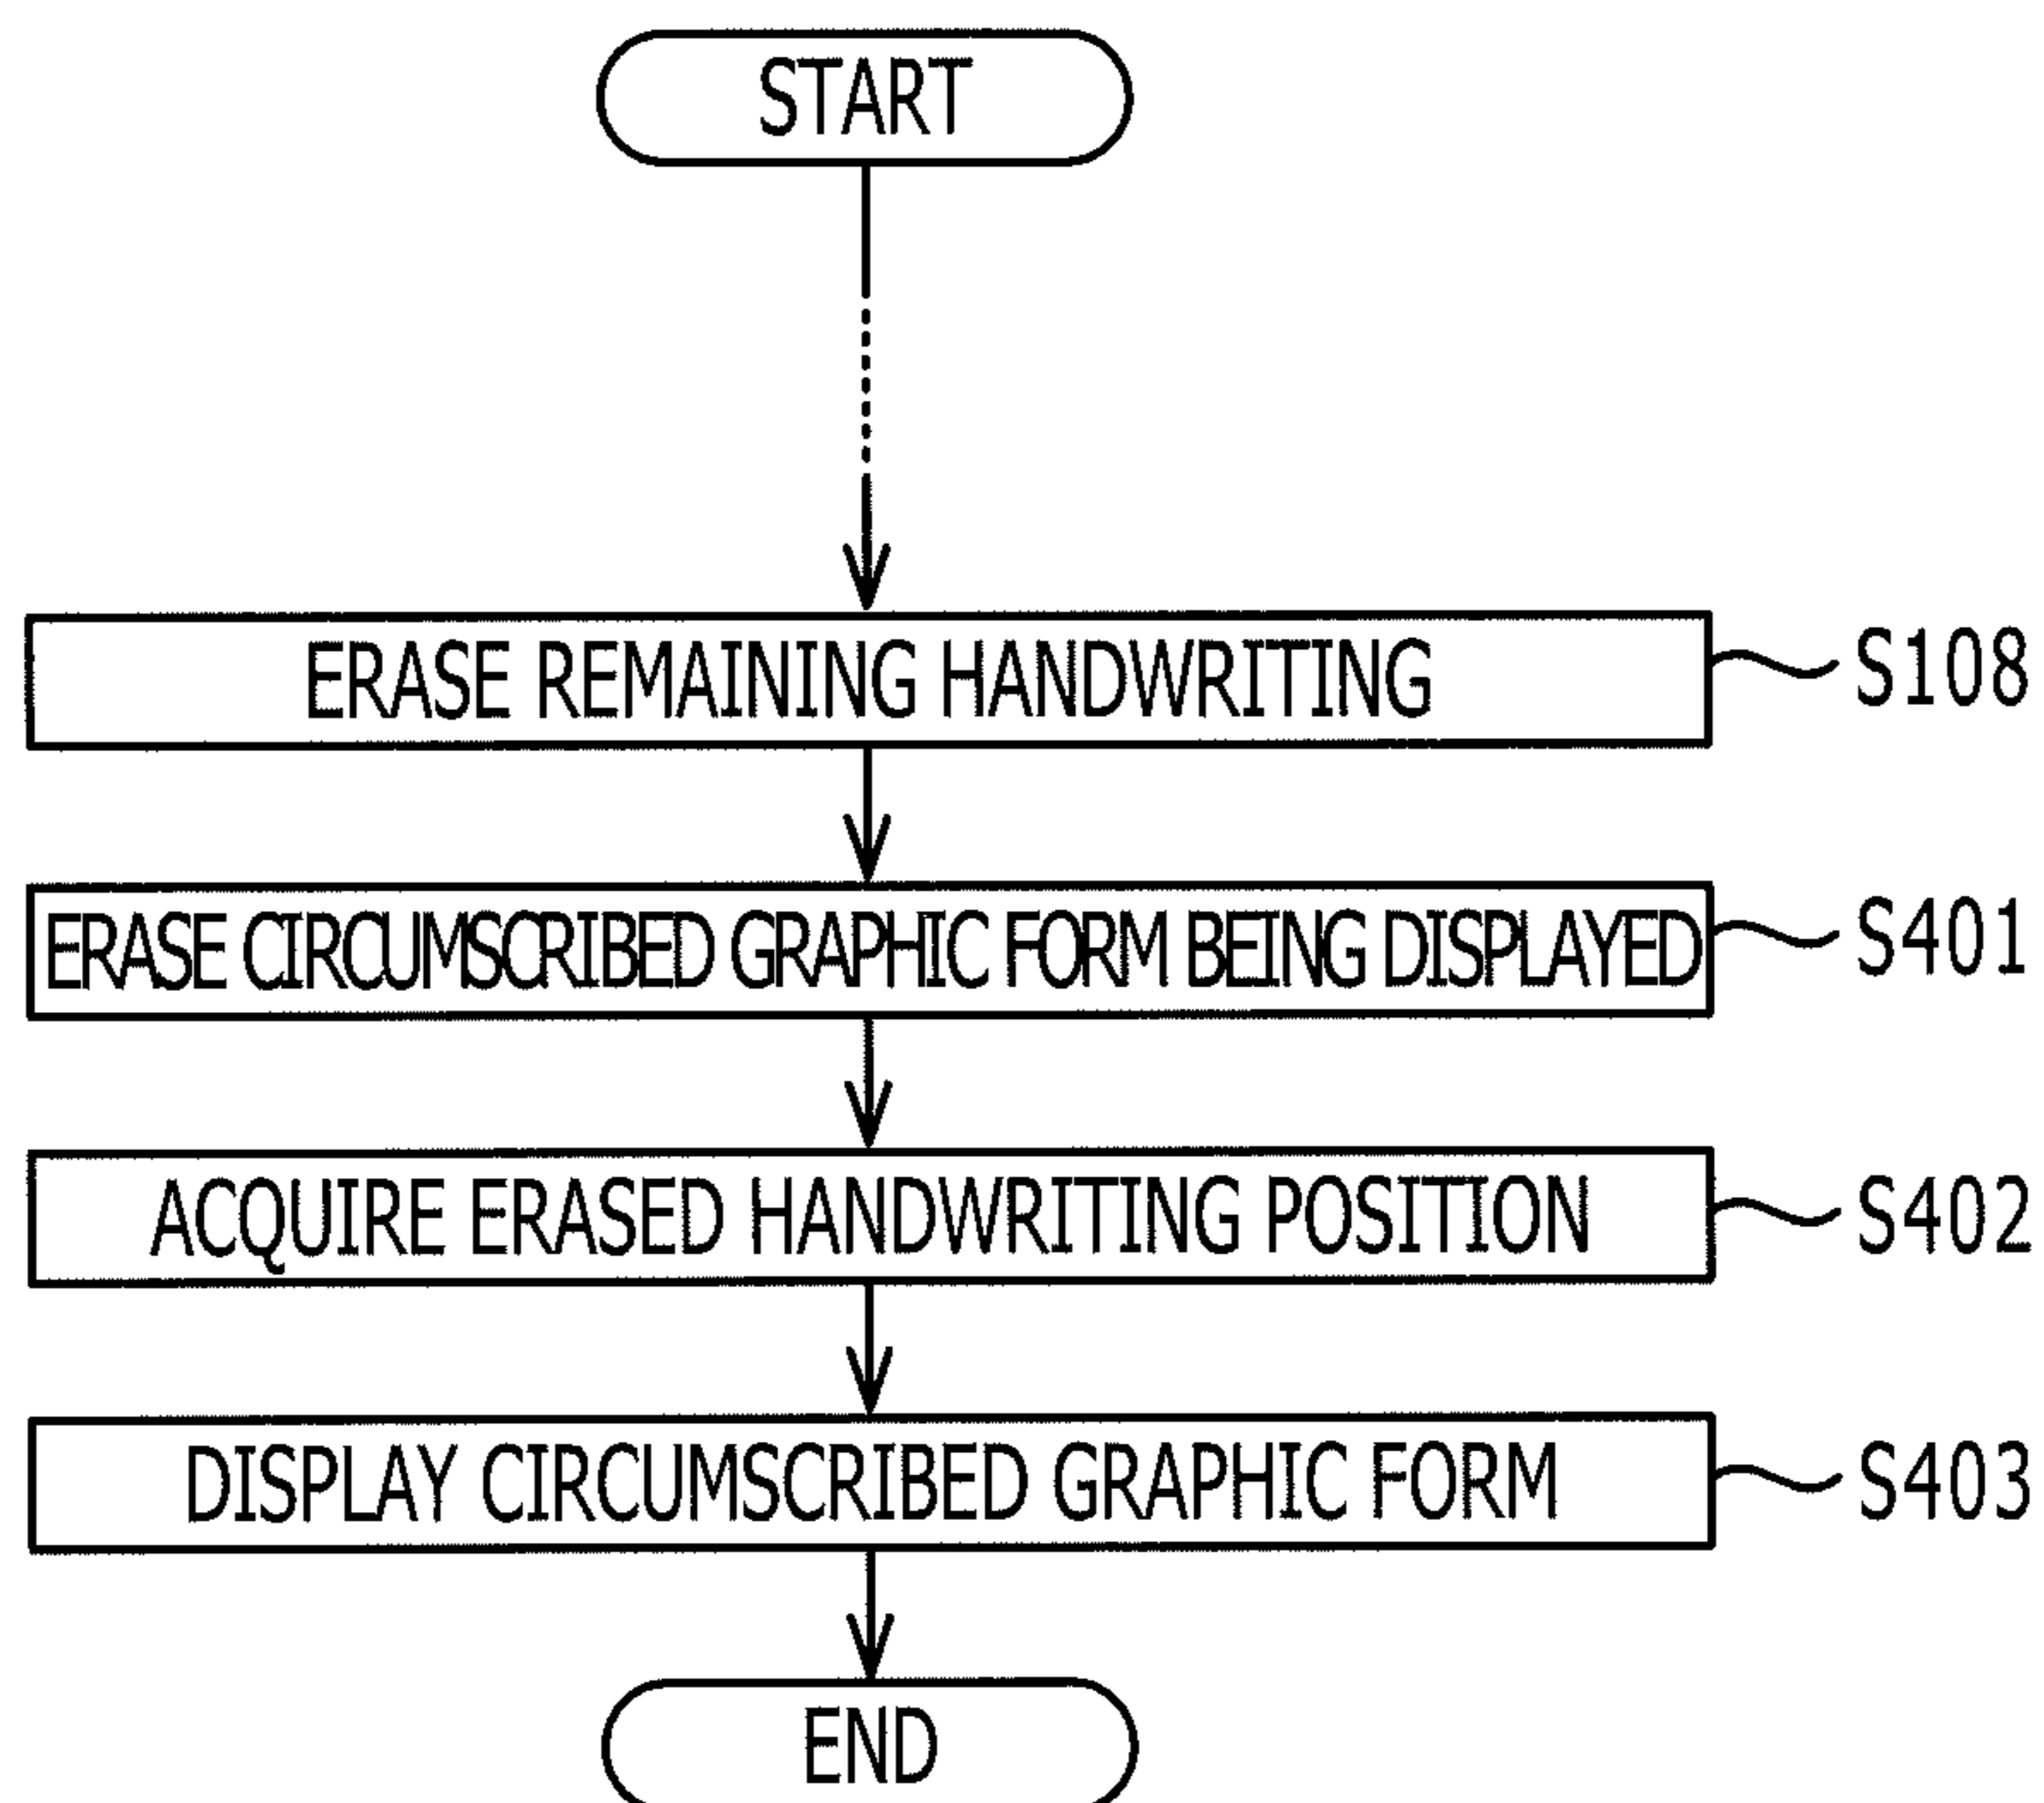 START
ERASE REMAINING HANDWRITING S108
ERASE CIRCUMSCRIBED GRAPHIC FORM BEING DISPLAYED S401
ACQUIRE ERASED HANDWRITING POSITION S402
DISPLAY CIRCUMSCRIBED GRAPHIC FORM S403
END